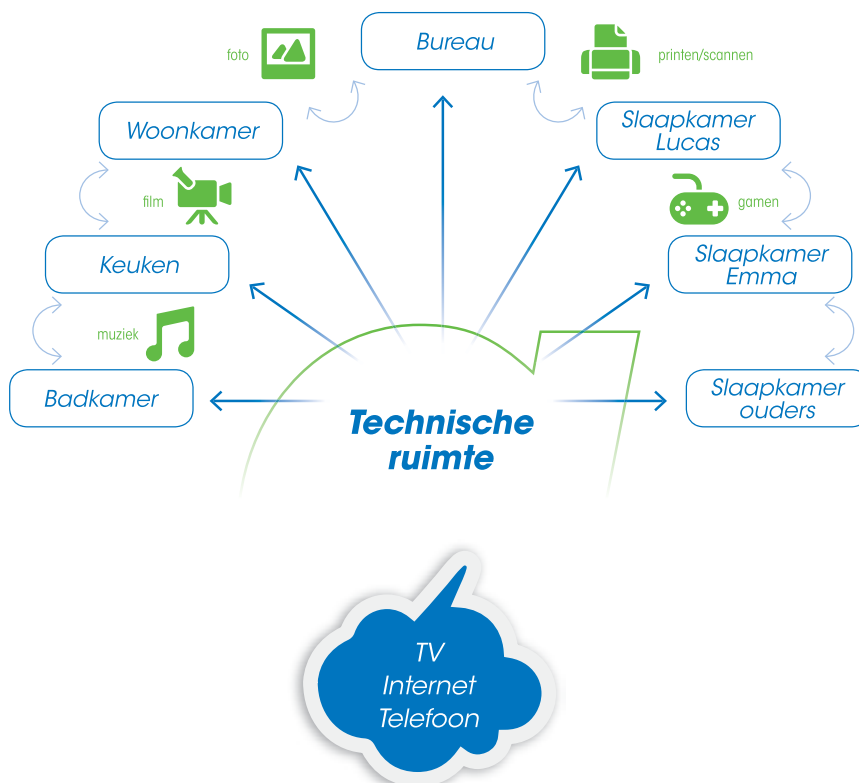 Bureau
foto
printen/scannen
Woonkamer
Slaapkamer
Lucas
film
gamen
Keuken
Slaapkamer
Emma
muziek
Badkamer
Slaapkamer
ouders
Technische
ruimte
TV
Internet
Telefoon